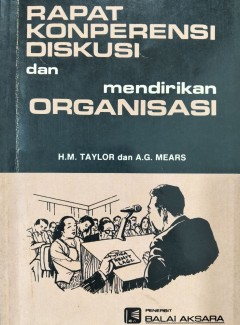 RAPAT
KONPERENSI
DISKUSI
dan
mendirikan
ORGANISASI
H.M. TAYLOR dan A.G. MEARS
PENERBIT
BALAI AKSARA